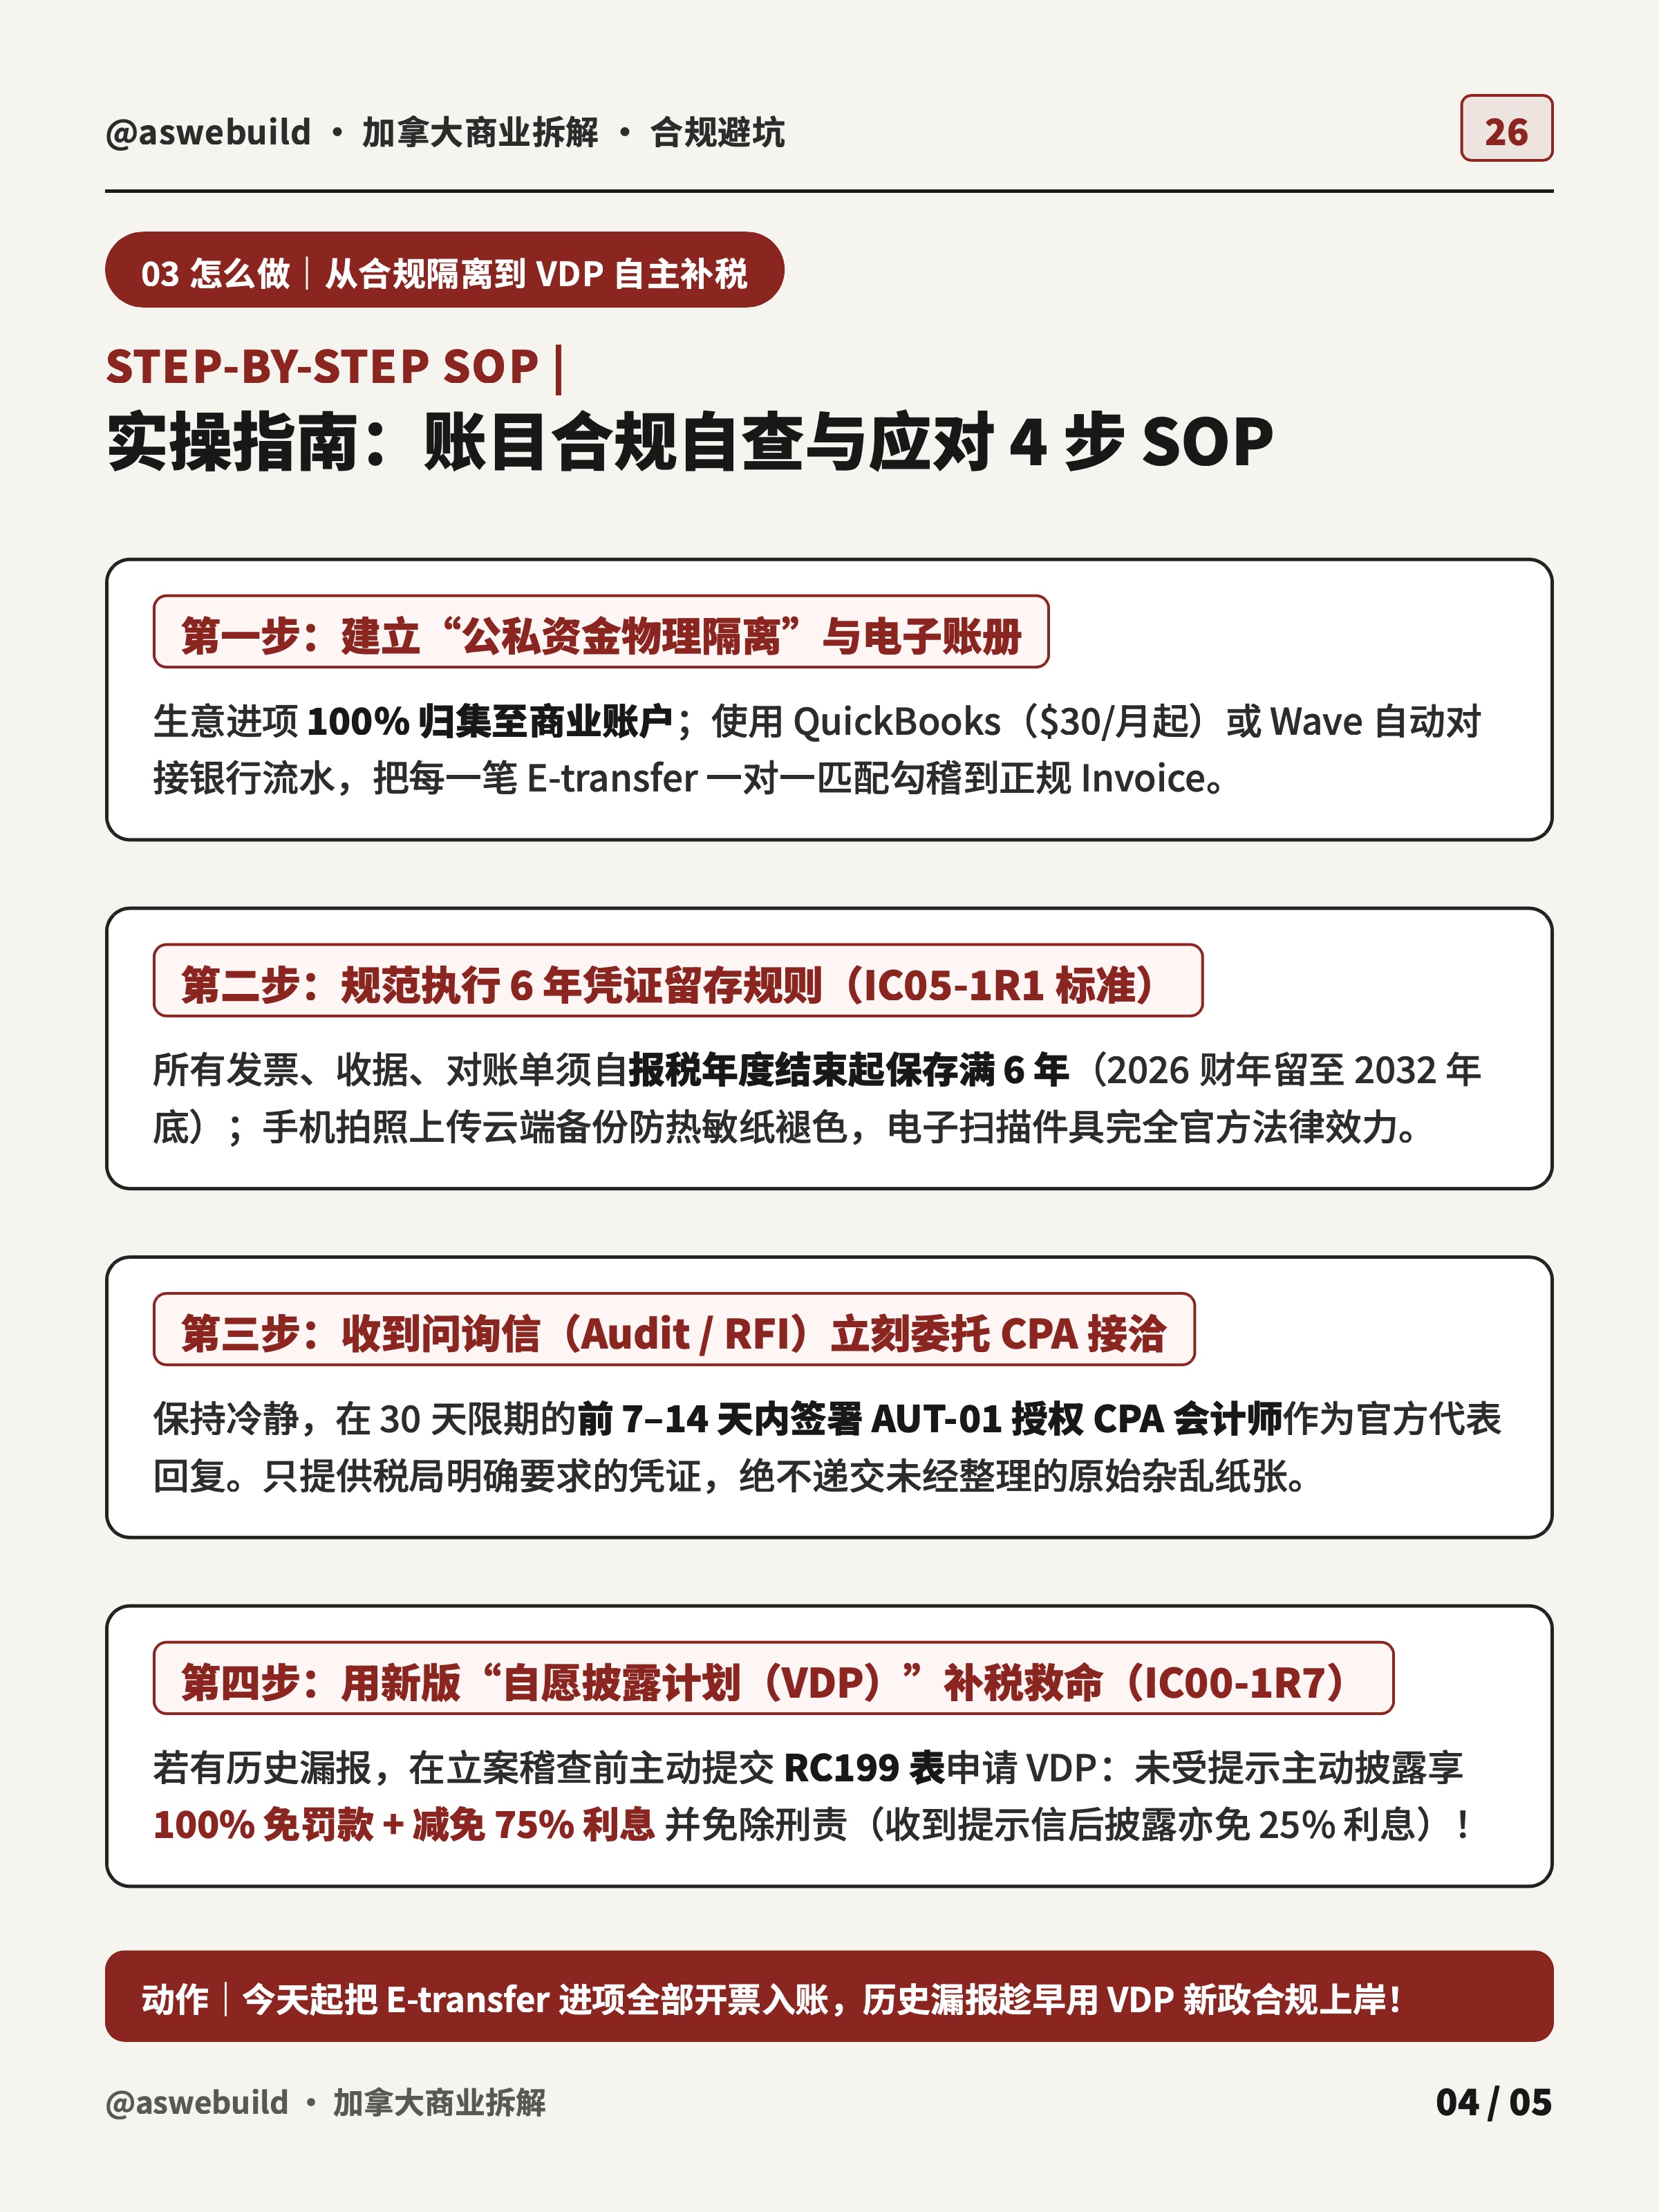 @aswebuild • 加拿大商业拆解 • 合规避坑
26
03 怎么做｜从合规隔离到 VDP 自主补税
STEP-BY-STEP SOP |
实操指南：账目合规自查与应对 4 步 SOP
第一步：建立“公私资金物理隔离”与电子账册
生意进项 100% 归集至商业账户；使用 QuickBooks（$30/月起）或 Wave 自动对
接银行流水，把每一笔 E-transfer 一对一匹配勾稽到正规 Invoice。
第二步：规范执行 6 年凭证留存规则（IC05-1R1 标准）
所有发票、收据、对账单须自报税年度结束起保存满 6 年（2026 财年留至 2032 年
底）；手机拍照上传云端备份防热敏纸褪色，电子扫描件具完全官方法律效力。
第三步：收到问询信（Audit / RFI）立刻委托 CPA 接洽
保持冷静，在 30 天限期的前 7–14 天内签署 AUT-01 授权 CPA 会计师作为官方代表
回复。只提供税局明确要求的凭证，绝不递交未经整理的原始杂乱纸张。
第四步：用新版“自愿披露计划（VDP）”补税救命（IC00-1R7）
若有历史漏报，在立案稽查前主动提交 RC199 表申请 VDP：未受提示主动披露享
100% 免罚款 + 减免 75% 利息 并免除刑责（收到提示信后披露亦免 25% 利息）！
动作｜今天起把 E-transfer 进项全部开票入账，历史漏报趁早用 VDP 新政合规上岸！
@aswebuild • 加拿大商业拆解
04 / 05